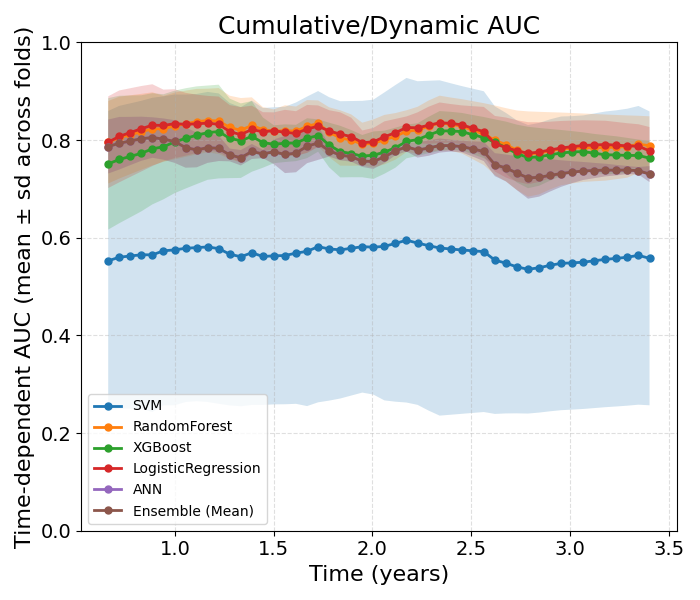 Cumulative/Dynamic AUC
Time-dependent AUC (mean ± sd across folds)
1.0
0.8
0.6
0.4
0.2
0.0
SVM
RandomForest
XGBoost
LogisticRegression
ANN
Ensemble (Mean)
1.0 1.5 2.0 2.5 3.0 3.5
Time (years)